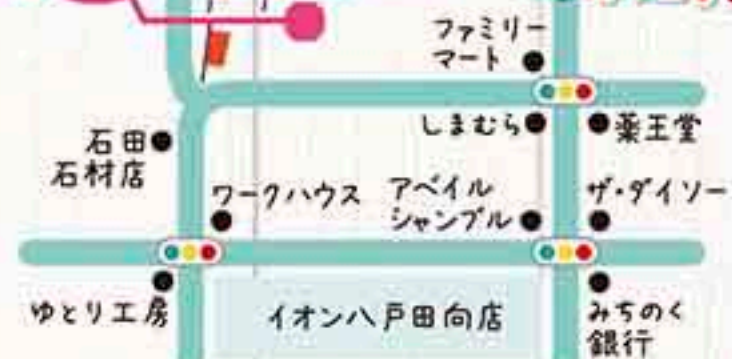 ファミリー
マート
しまむら
薬王堂
石田
石材店
ワークハウス
アベイル
シャンブル
ザ・ダイソー
ゆとり工房
イオン八戸田向店
みちのく
銀行